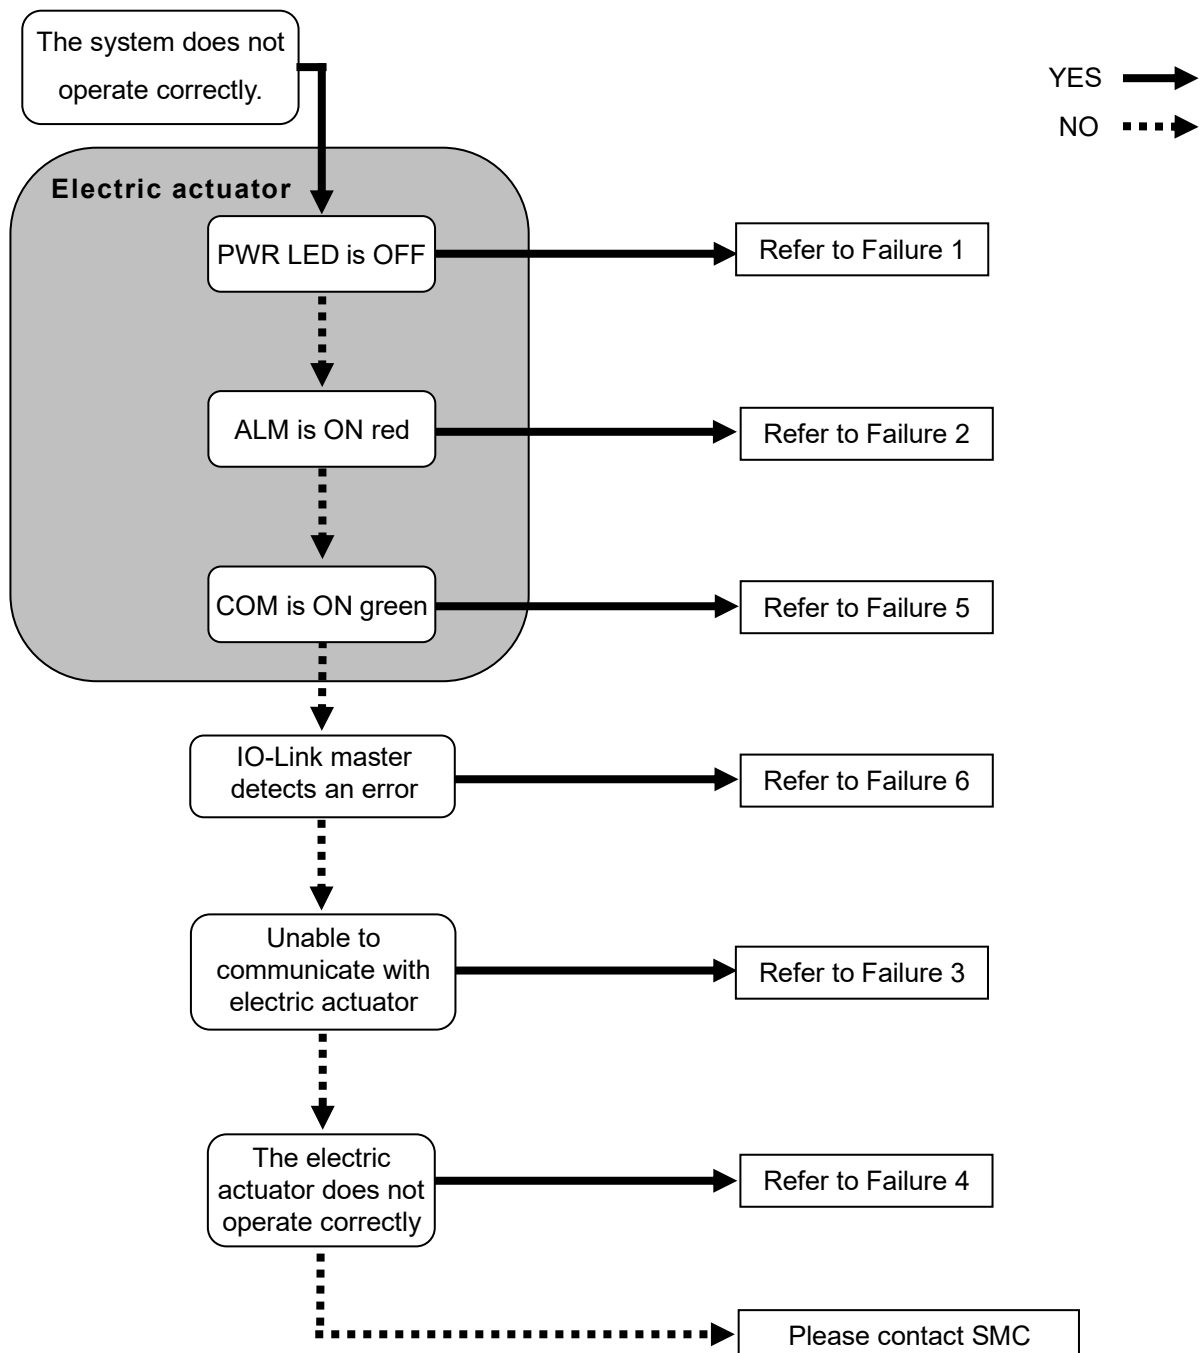 The system does not
operate correctly.
YES
NO
Electric actuator
PWR LED is OFF
Refer to Failure 1
ALM is ON red
Refer to Failure 2
COM is ON green
Refer to Failure 5
IO-Link master
detects an error
Refer to Failure 6
Unable to
communicate with
electric actuator
Refer to Failure 3
The electric
actuator does not
operate correctly
Refer to Failure 4
Please contact SMC